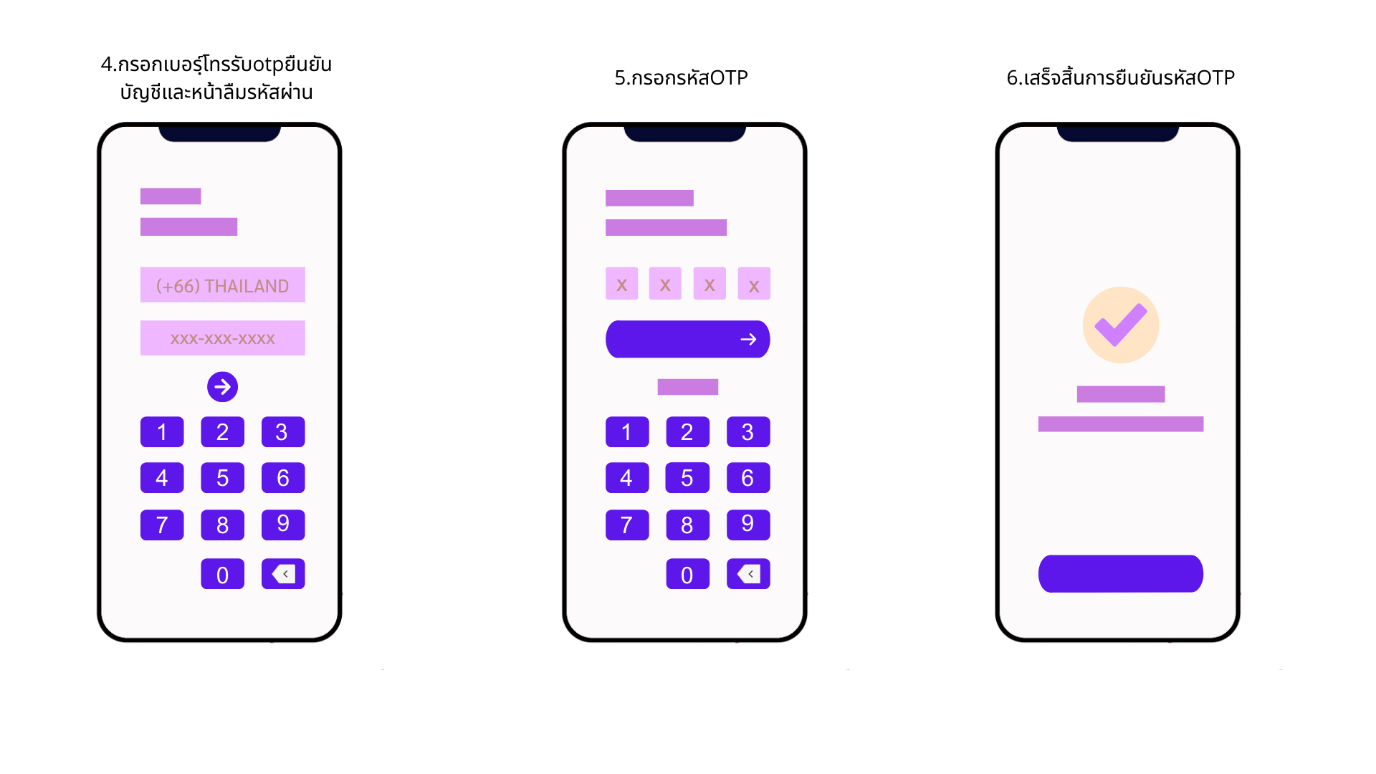 4.กรอกเบอร์ุโทรรับotpยืนยัน
บัญชีและหน้าลืมรหัสผ่าน
5.กรอกรหัสOTP
6.เสร็จสิ้นการยืนยันรหัสOTP
(+66) THAILAND
xxx-xxx-xxxx
1 2 3
4 5 6
7 8 9
0
x x x x
1 2 3
4 5 6
7 8 9
0